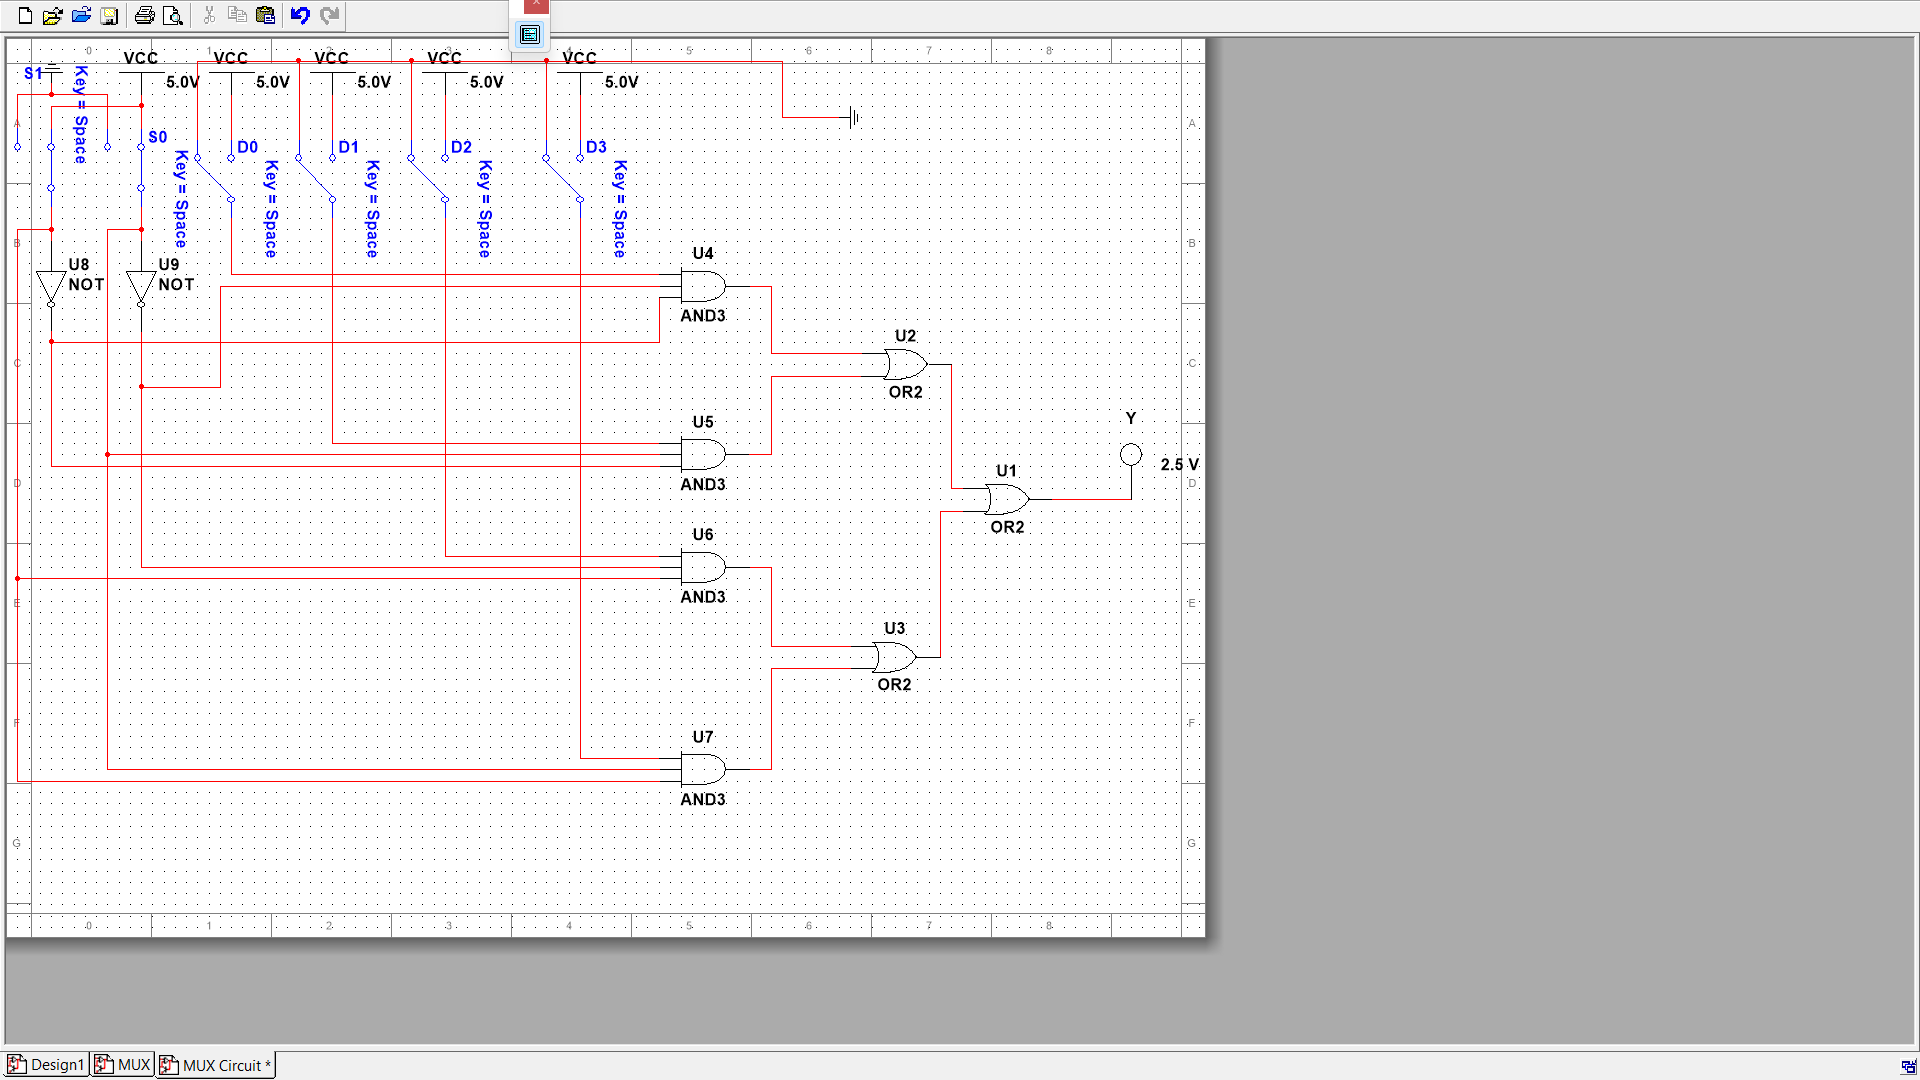 0 1 2 3 4 5 6 7 8
VCC VCC VCC VCC VCC
S1
5.0V 5.0V 5.0V 5.0V 5.0V
Key = Space
A A
S0 D0 D1 D2 D3
Key = Space
Key = Space
Key = Space
Key = Space
Key = Space
B B
U4
U8 U9
NOT NOT
AND3
U2
C C
OR2
Y
U5
2.5 V
U1
AND3
D D
OR2
U6
AND3
E E
U3
OR2
F F
U7
AND3
G G
0 1 2 3 4 5 6 7 8
Design1 MUX MUX Circuit *